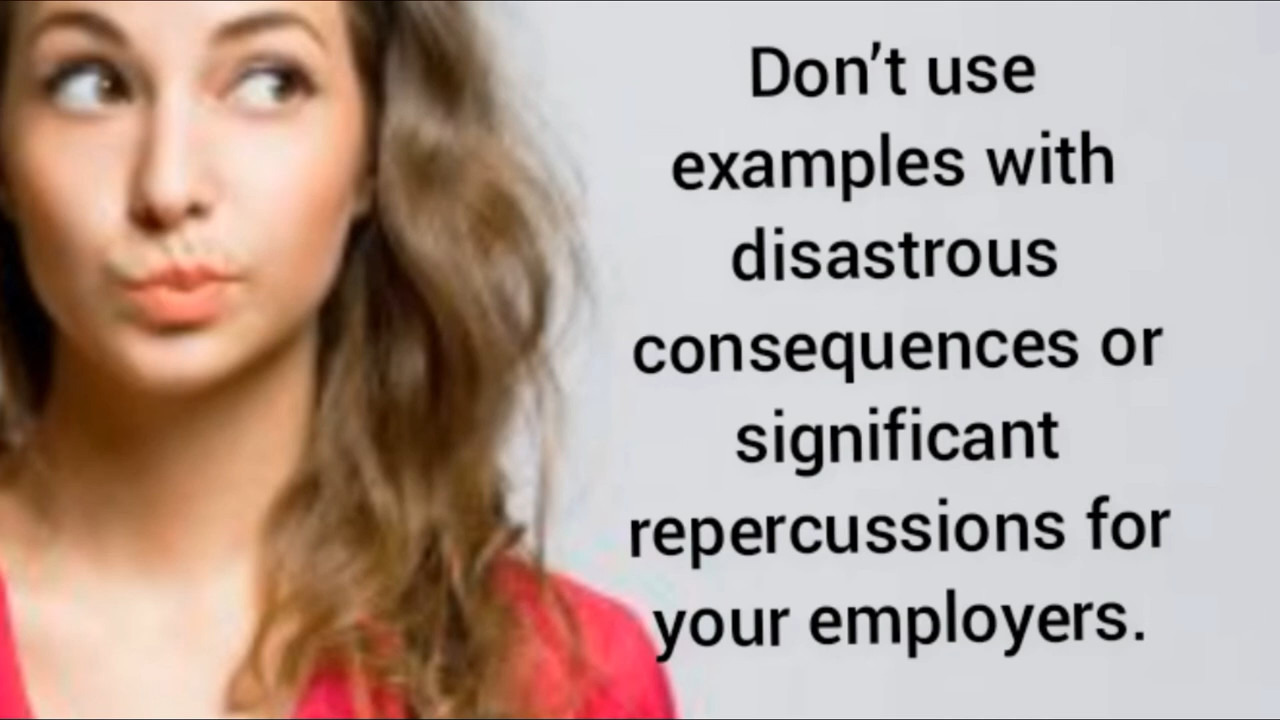 Don't use
examples with
disastrous
consequences or
significant
repercussions for
your employers.